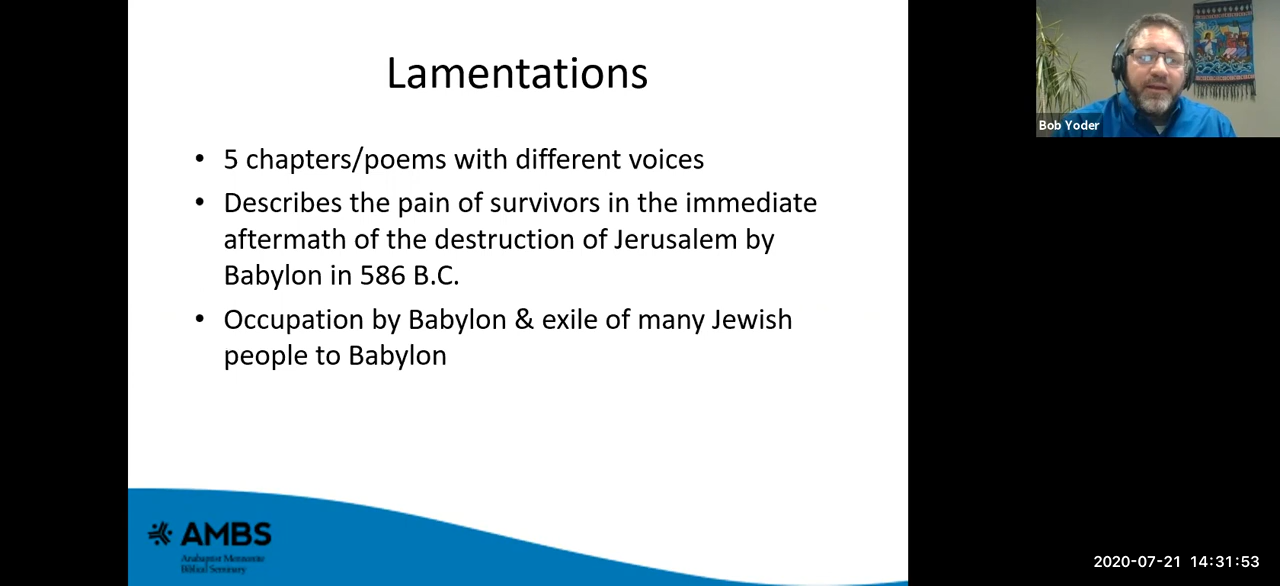 Lamentations
• 5 chapters/poems with different voices
• Describes the pain of survivors in the immediate
aftermath of the destruction of Jerusalem by
Babylon in 586 B.C.
• Occupation by Babylon & exile of many Jewish
people to Babylon
AMBS
Anabaptist Mennonite
Biblical Seminary
Bob Yoder
2020-07-21 14:31:53